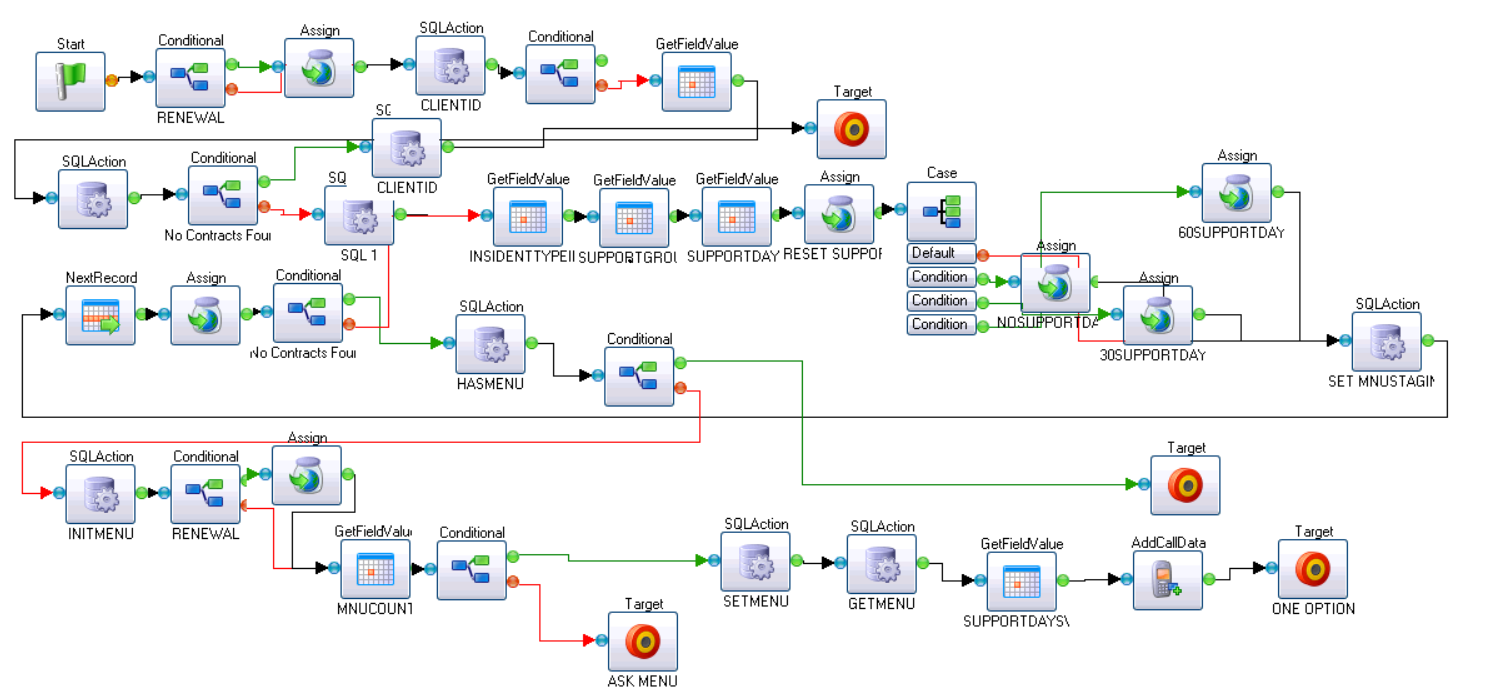 Start
Conditional
Assign
SQLAction
Conditional
GetFieldValue
RENEWAL
CLIENTID
Target
SQLAction
Conditional
CLIENTID
No Contracts Four
SQ
SQL 1
GetFieldValue
GetFieldValue
GetFieldValue
Assign
Case
Assign
INSIDENTTYPEII
SUPPORTGROU
SUPPORTDAY
RESET SUPPOF
60SUPPORTDAY
Default
Condition
Condition
Condition
Assign
NOSUPPORTDA
Assign
30SUPPORTDAY
NextRecord
Assign
Conditional
No Contracts Four
SQLAction
HASMENU
Conditional
SQLAction
SET MNUSTAGIN
SQLAction
INITMENU
Conditional
RENEWAL
Assign
Target
GetFieldValu
MNUCOUNT
Conditional
SQLAction
SETMENU
SQLAction
GETMENU
GetFieldValue
SUPPORTDAYS\
AddCallData
Target
ONE OPTION
Target
ASK MENU